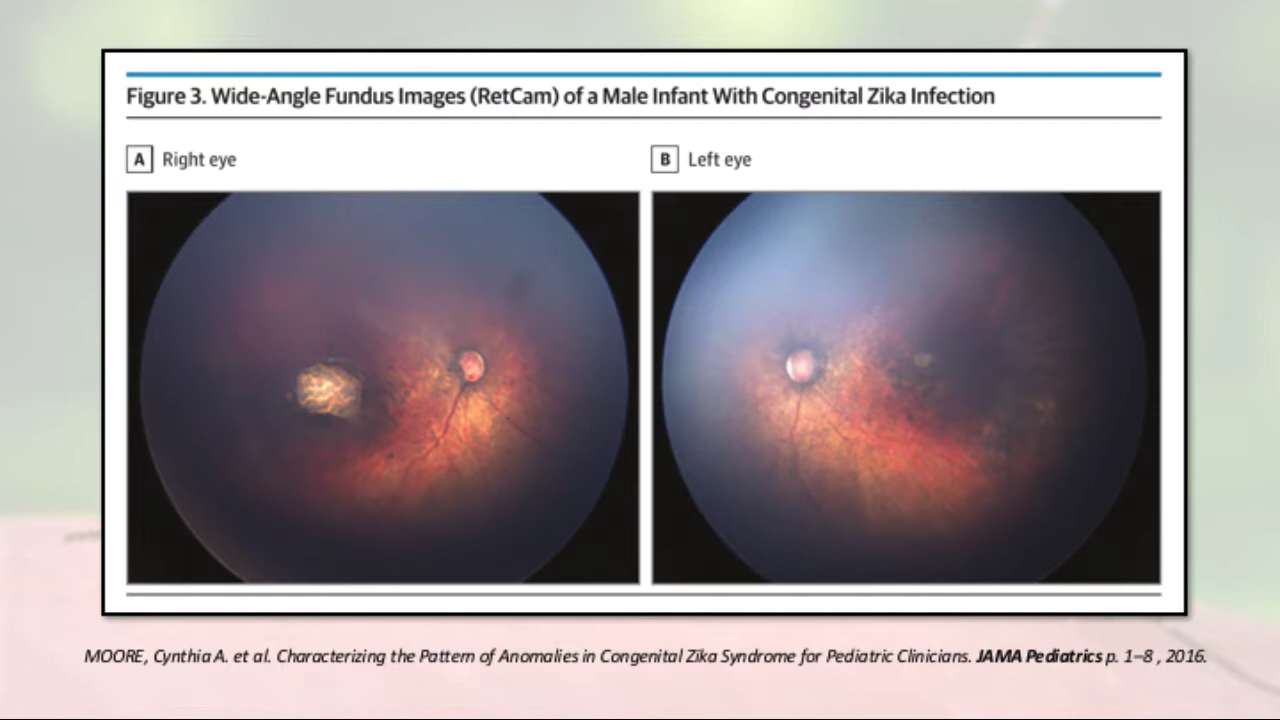 Figure 3. Wide-Angle Fundus Images (RetCam) of a Male Infant With Congenital Zika Infection
A Right eye
B Left eye
MOORE, Cynthia A. et al. Characterizing the Pattern of Anomalies in Congenital Zika Syndrome for Pediatric Clinicians. JAMA Pediatrics p. 1–8 , 2016.